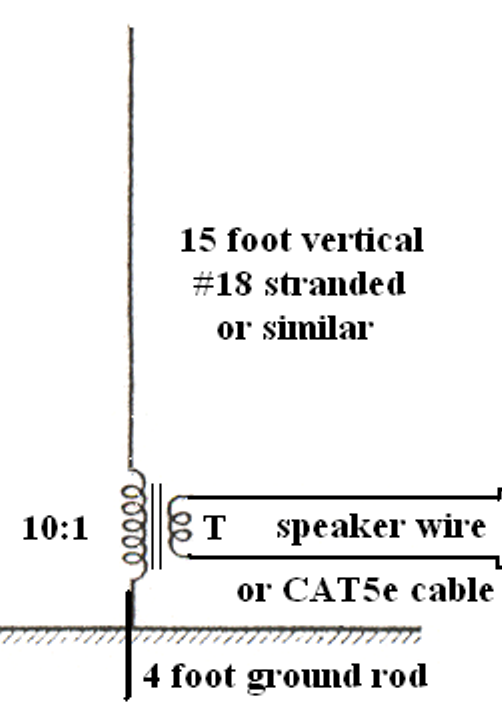 15 foot vertical
#18 stranded
or similar
10:1
T
speaker wire
or CAT5e cable
4 foot ground rod